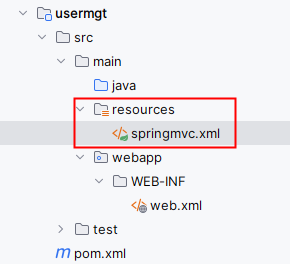 usermgt
src
main
java
resources
springmvc.xml
webapp
WEB-INF
web.xml
test
pom.xml